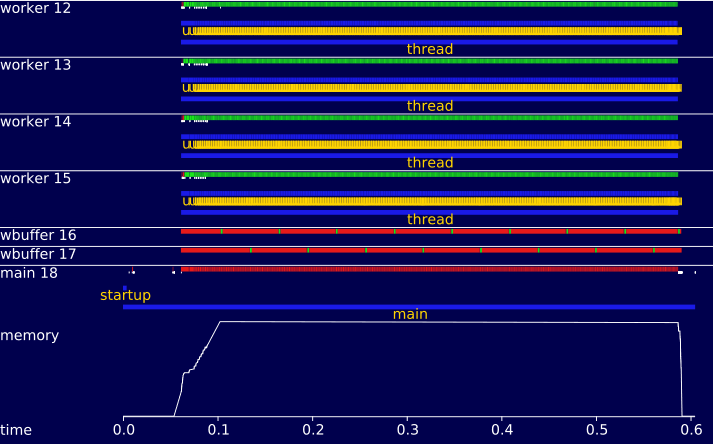 worker 12
thread
worker 13
thread
worker 14
thread
worker 15
thread
wbuffer 16
wbuffer 17
main 18
startup
main
memory
time 0.0 0.1 0.2 0.3 0.4 0.5 0.6